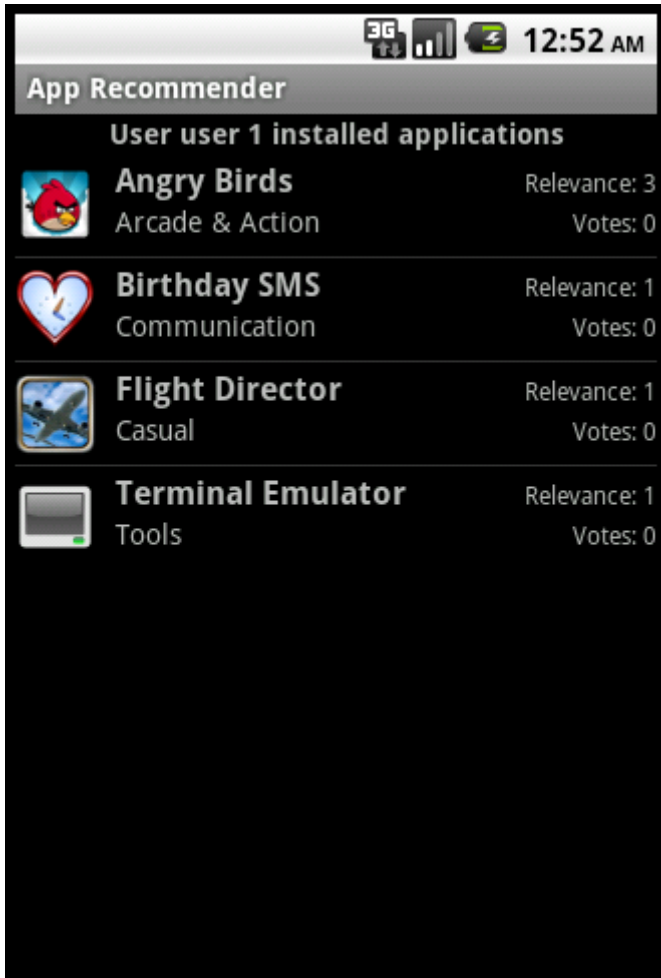 3G 12:52 AM
App Recommender
User user 1 installed applications
Angry Birds Relevance: 3
Arcade & Action Votes: 0
Birthday SMS Relevance: 1
Communication Votes: 0
Flight Director Relevance: 1
Casual Votes: 0
Terminal Emulator Relevance: 1
Tools Votes: 0